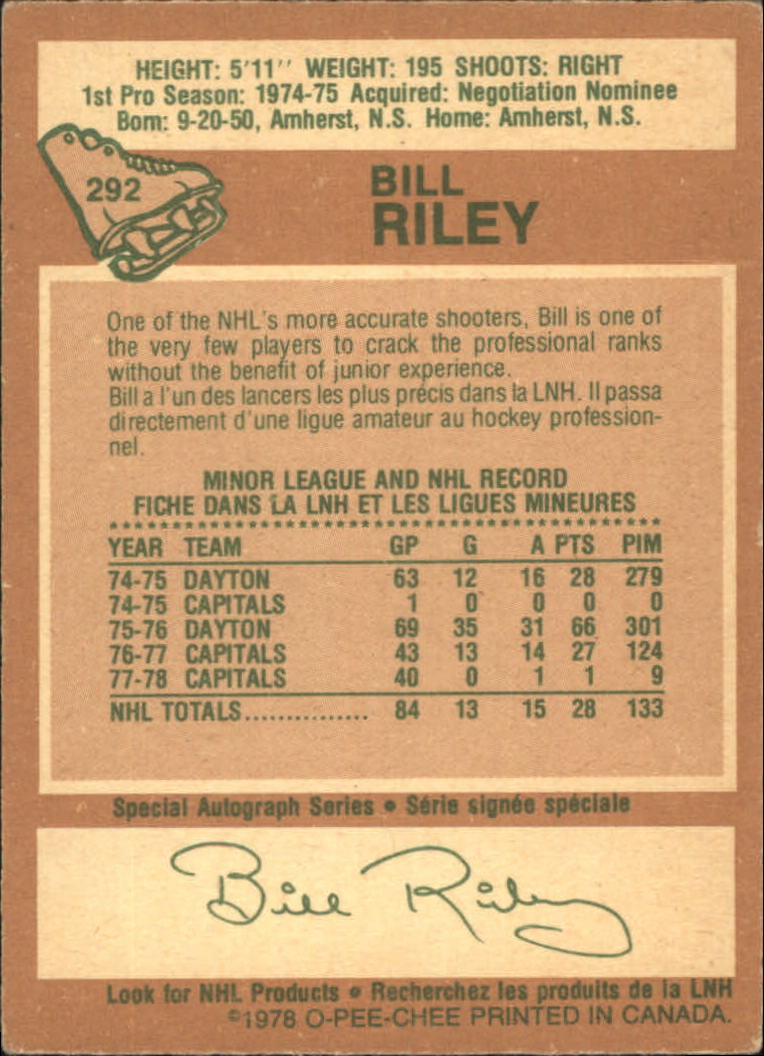 HEIGHT: 5'11'' WEIGHT: 195 SHOOTS: RIGHT
1st Pro Season: 1974-75 Acquired: Negotiation Nominee
Born: 9-20-50, Amherst, N.S. Home: Amherst, N.S.
292
BILL
RILEY
One of the NHL's more accurate shooters, Bill is one of
the very few players to crack the professional ranks
without the benefit of junior experience.
Bill a l'un des lancers les plus précis dans la LNH. Il passa
directement d'une ligue amateur au hockey profession-
nel.
MINOR LEAGUE AND NHL RECORD
FICHE DANS LA LNH ET LES LIGUES MINEURES
YEAR TEAM GP G A PTS PIM
74-75 DAYTON 63 12 16 28 279
74-75 CAPITALS 1 0 0 0 0
75-76 DAYTON 69 35 31 66 301
76-77 CAPITALS 43 13 14 27 124
77-78 CAPITALS 40 0 1 1 9
NHL TOTALS............... 84 13 15 28 133
Special Autograph Series • Série signée spéciale
Bill Riley
Look for NHL Products • Recherchez les produits de la LNH
©1978 O-PEE-CHEE PRINTED IN CANADA.